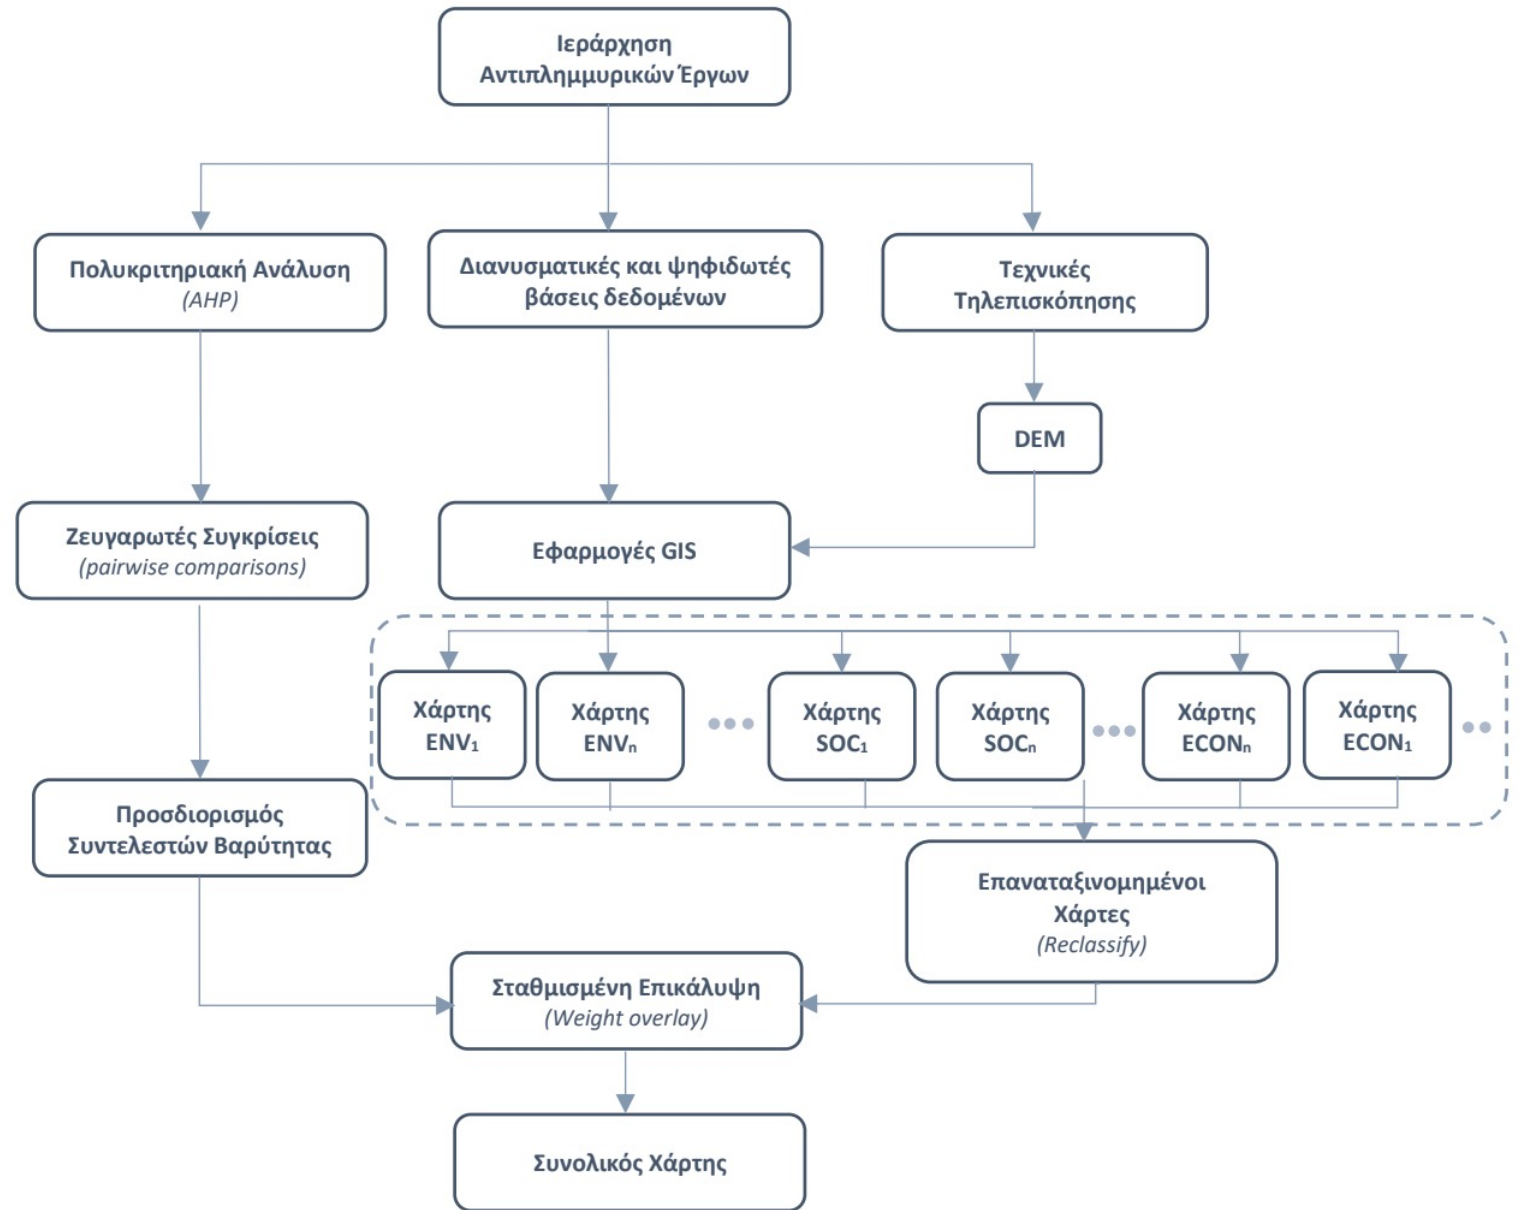 Ιεράρχηση
Αντιπλημμυρικών Έργων
Πολυκριτηριακή Ανάλυση
(AHP)
Διανυσματικές και ψηφιδωτές
βάσεις δεδομένων
Τεχνικές
Τηλεπισκόπησης
DEM
Ζευγαρωτές Συγκρίσεις
(pairwise comparisons)
Εφαρμογές GIS
Χάρτης
ENV₁
Χάρτης
ENVₙ
Χάρτης
SOC₁
Χάρτης
SOCₙ
Χάρτης
ECONₙ
Χάρτης
ECON₁
Προσδιορισμός
Συντελεστών Βαρύτητας
Επαναταξινομημένοι
Χάρτες
(Reclassify)
Σταθμισμένη Επικάλυψη
(Weight overlay)
Συνολικός Χάρτης